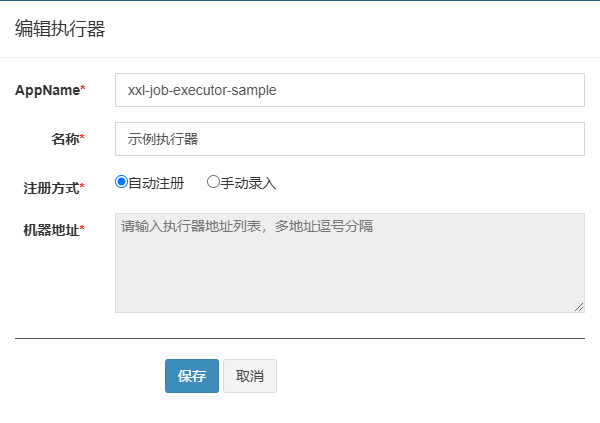 编辑执行器
AppName* xxl-job-executor-sample
名称* 示例执行器
注册方式* 自动注册 手动录入
机器地址* 请输入执行器地址列表，多地址逗号分隔
保存 取消